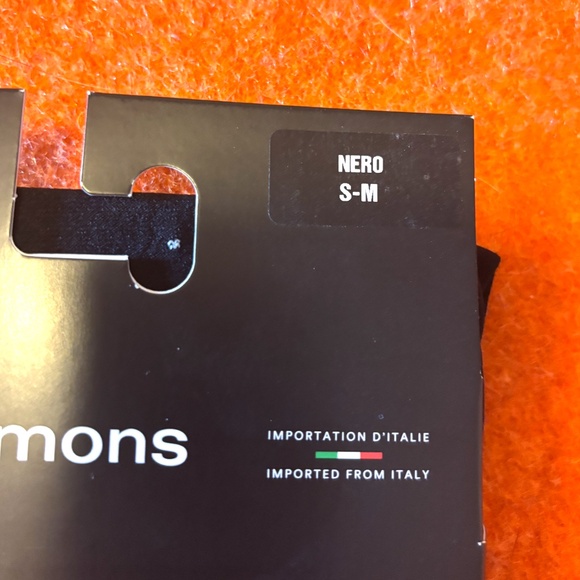 NERO
S-M
mons
IMPORTATION D'ITALIE
IMPORTED FROM ITALY